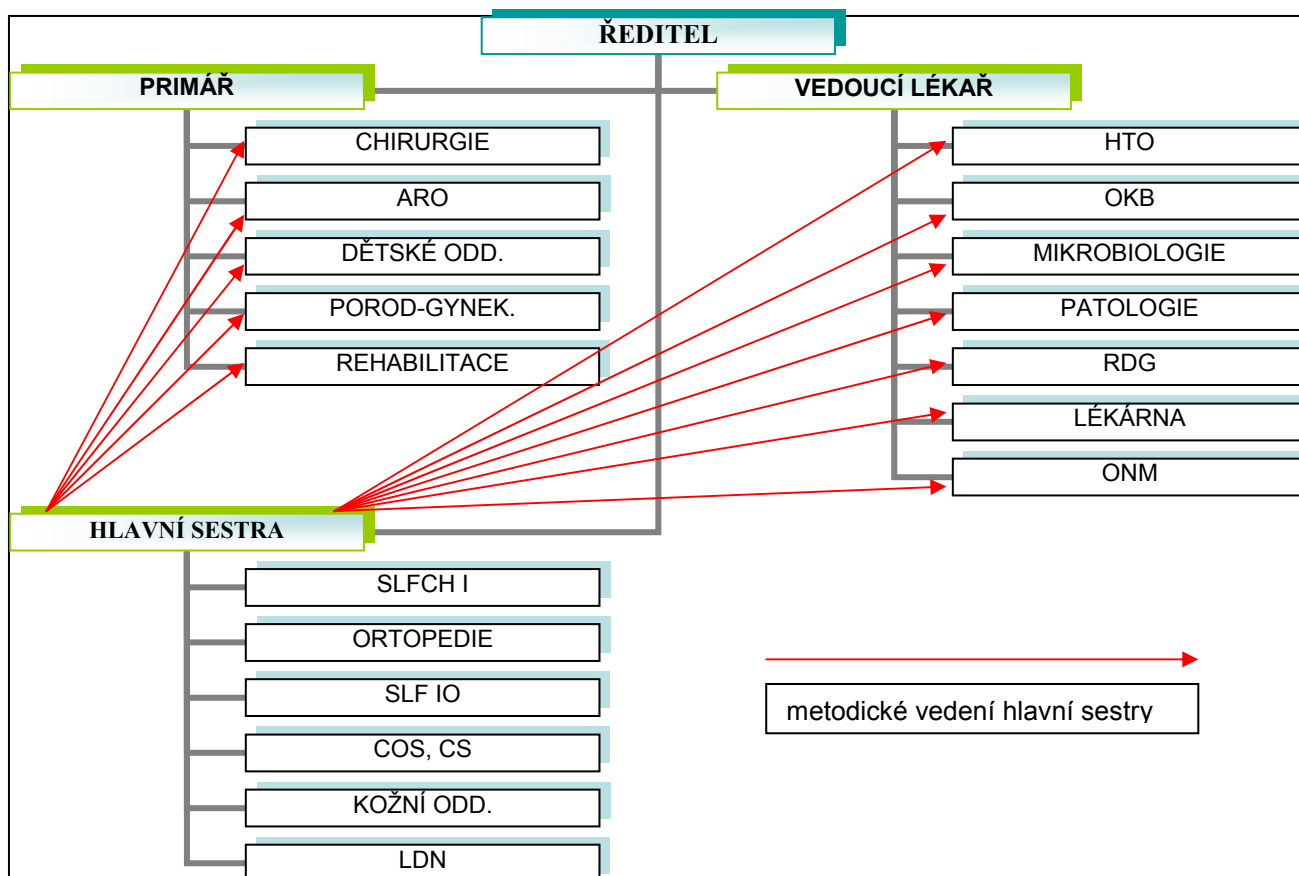 ŘEDITEL
PRIMÁŘ
VEDOUCÍ LÉKAŘ
CHIRURGIE
ARO
DĚTSKÉ ODD.
POROD-GYNEK.
REHABILITACE
HTO
OKB
MIKROBIOLOGIE
PATOLOGIE
RDG
LÉKÁRNA
ONM
HLAVNÍ SESTRA
SLFCH I
ORTOPEDIE
SLF IO
COS, CS
KOŽNÍ ODD.
LDN
metodické vedení hlavní sestry